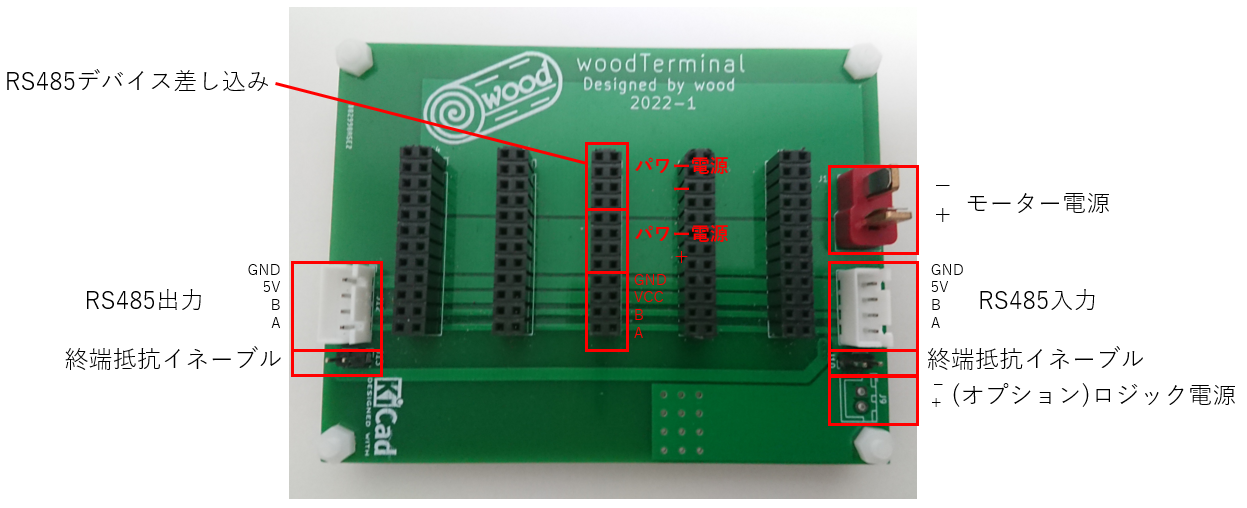 RS485デバイス差し込み
wood
woodTerminal
Designed by wood
2022-1
パワー電源
−
パワー電源
+
GND
VCC
B
A
−
+
モーター電源
GND
5V
B
A
RS485出力
GND
5V
B
A
RS485入力
終端抵抗イネーブル
終端抵抗イネーブル
−
+
(オプション)ロジック電源
J9
KiCad
DESIGNED WITH